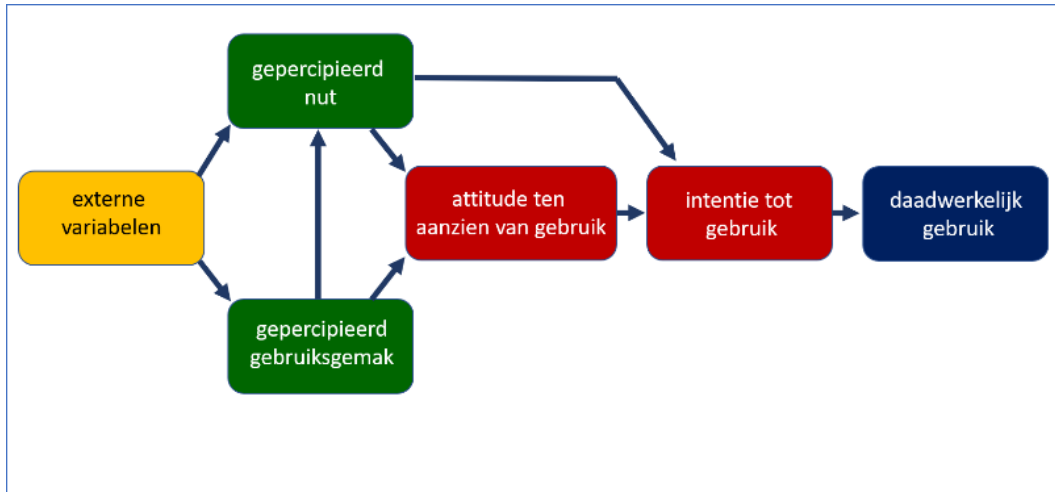 gepercipieerd
nut
externe
variabelen
attitude ten
aanzien van gebruik
intentie tot
gebruik
daadwerkelijk
gebruik
gepercipieerd
gebruiksgemak